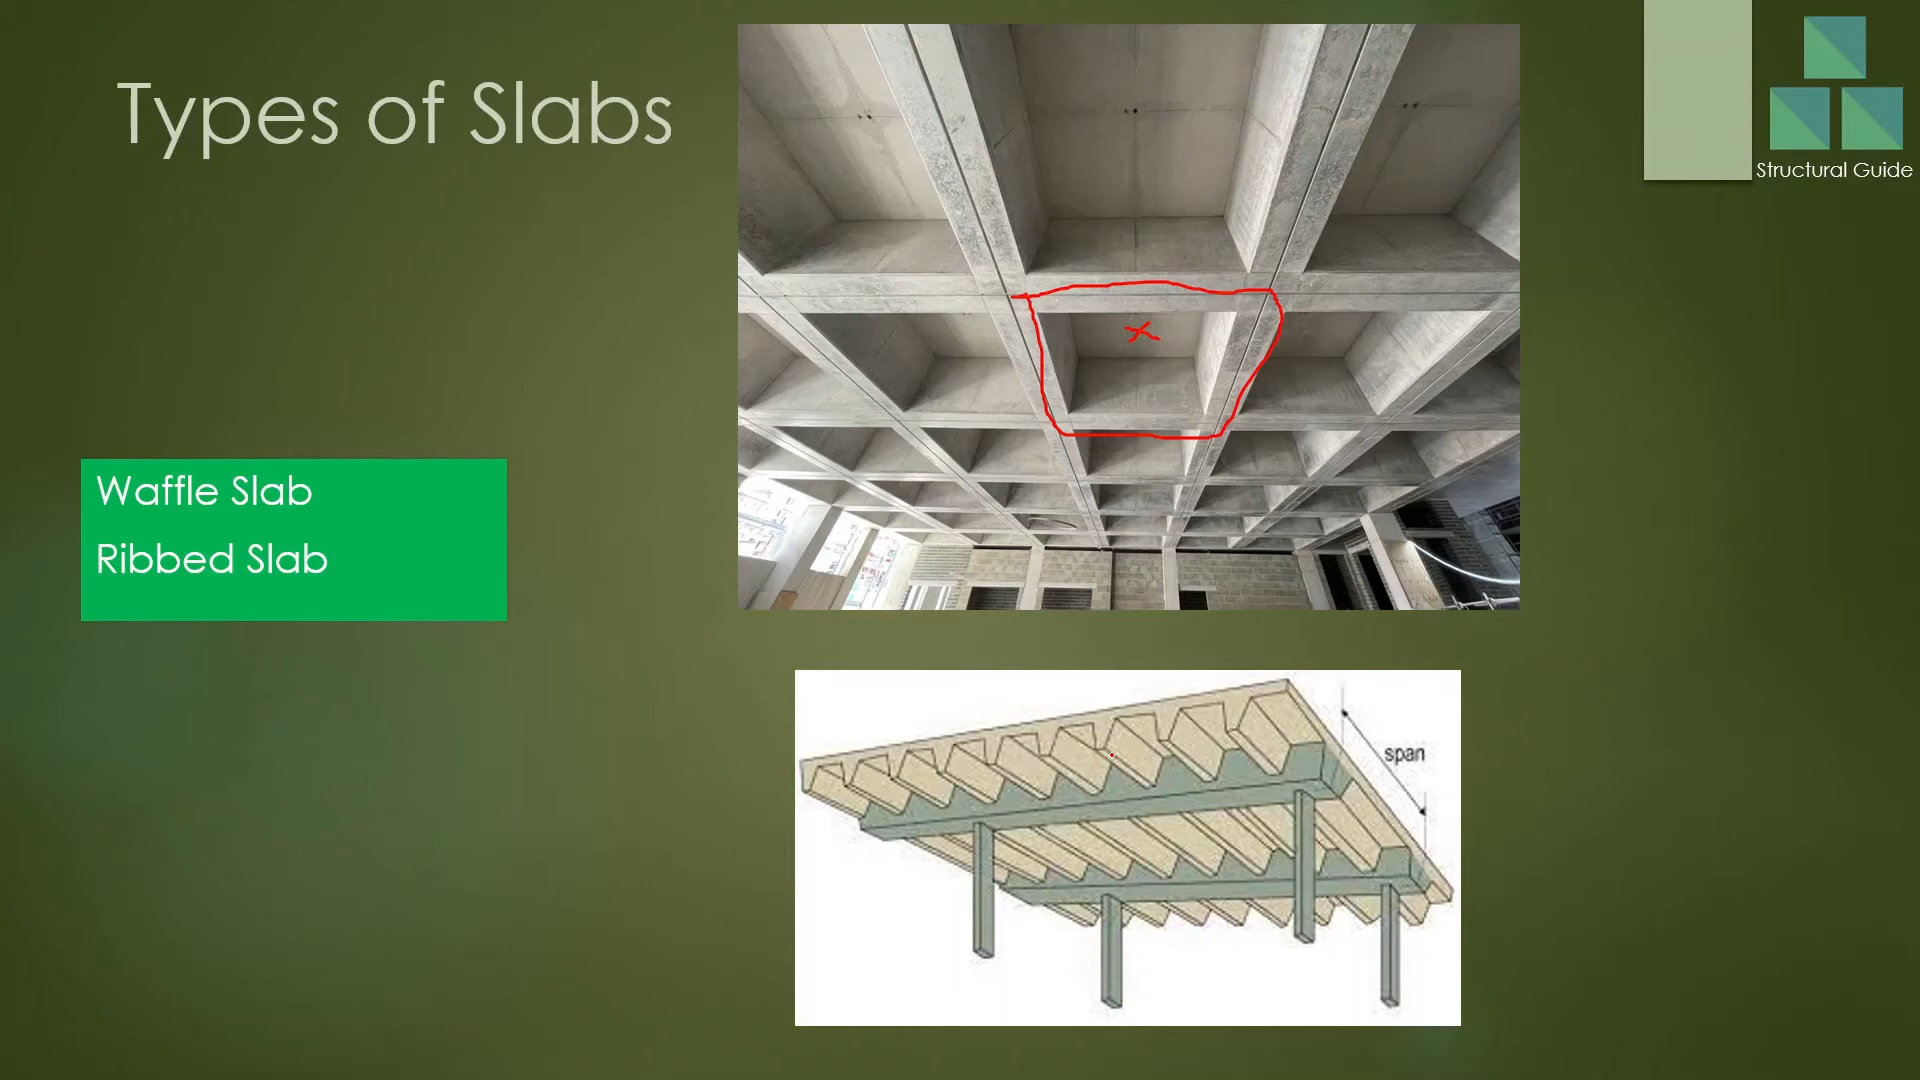 Types of Slabs
Structural Guide
Waffle Slab
Ribbed Slab
span